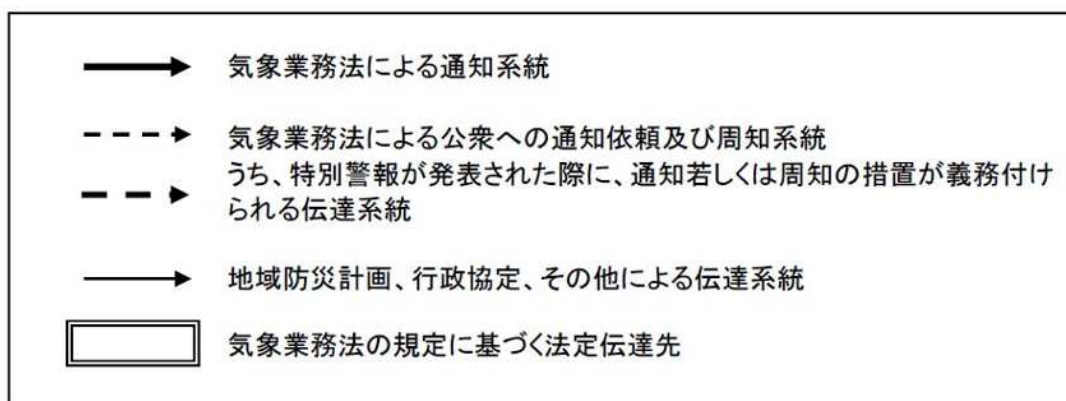 気象業務法による通知系統
気象業務法による公衆への通知依頼及び周知系統
うち、特別警報が発表された際に、通知若しくは周知の措置が義務付け
られる伝達系統
地域防災計画、行政協定、その他による伝達系統
気象業務法の規定に基づく法定伝達先